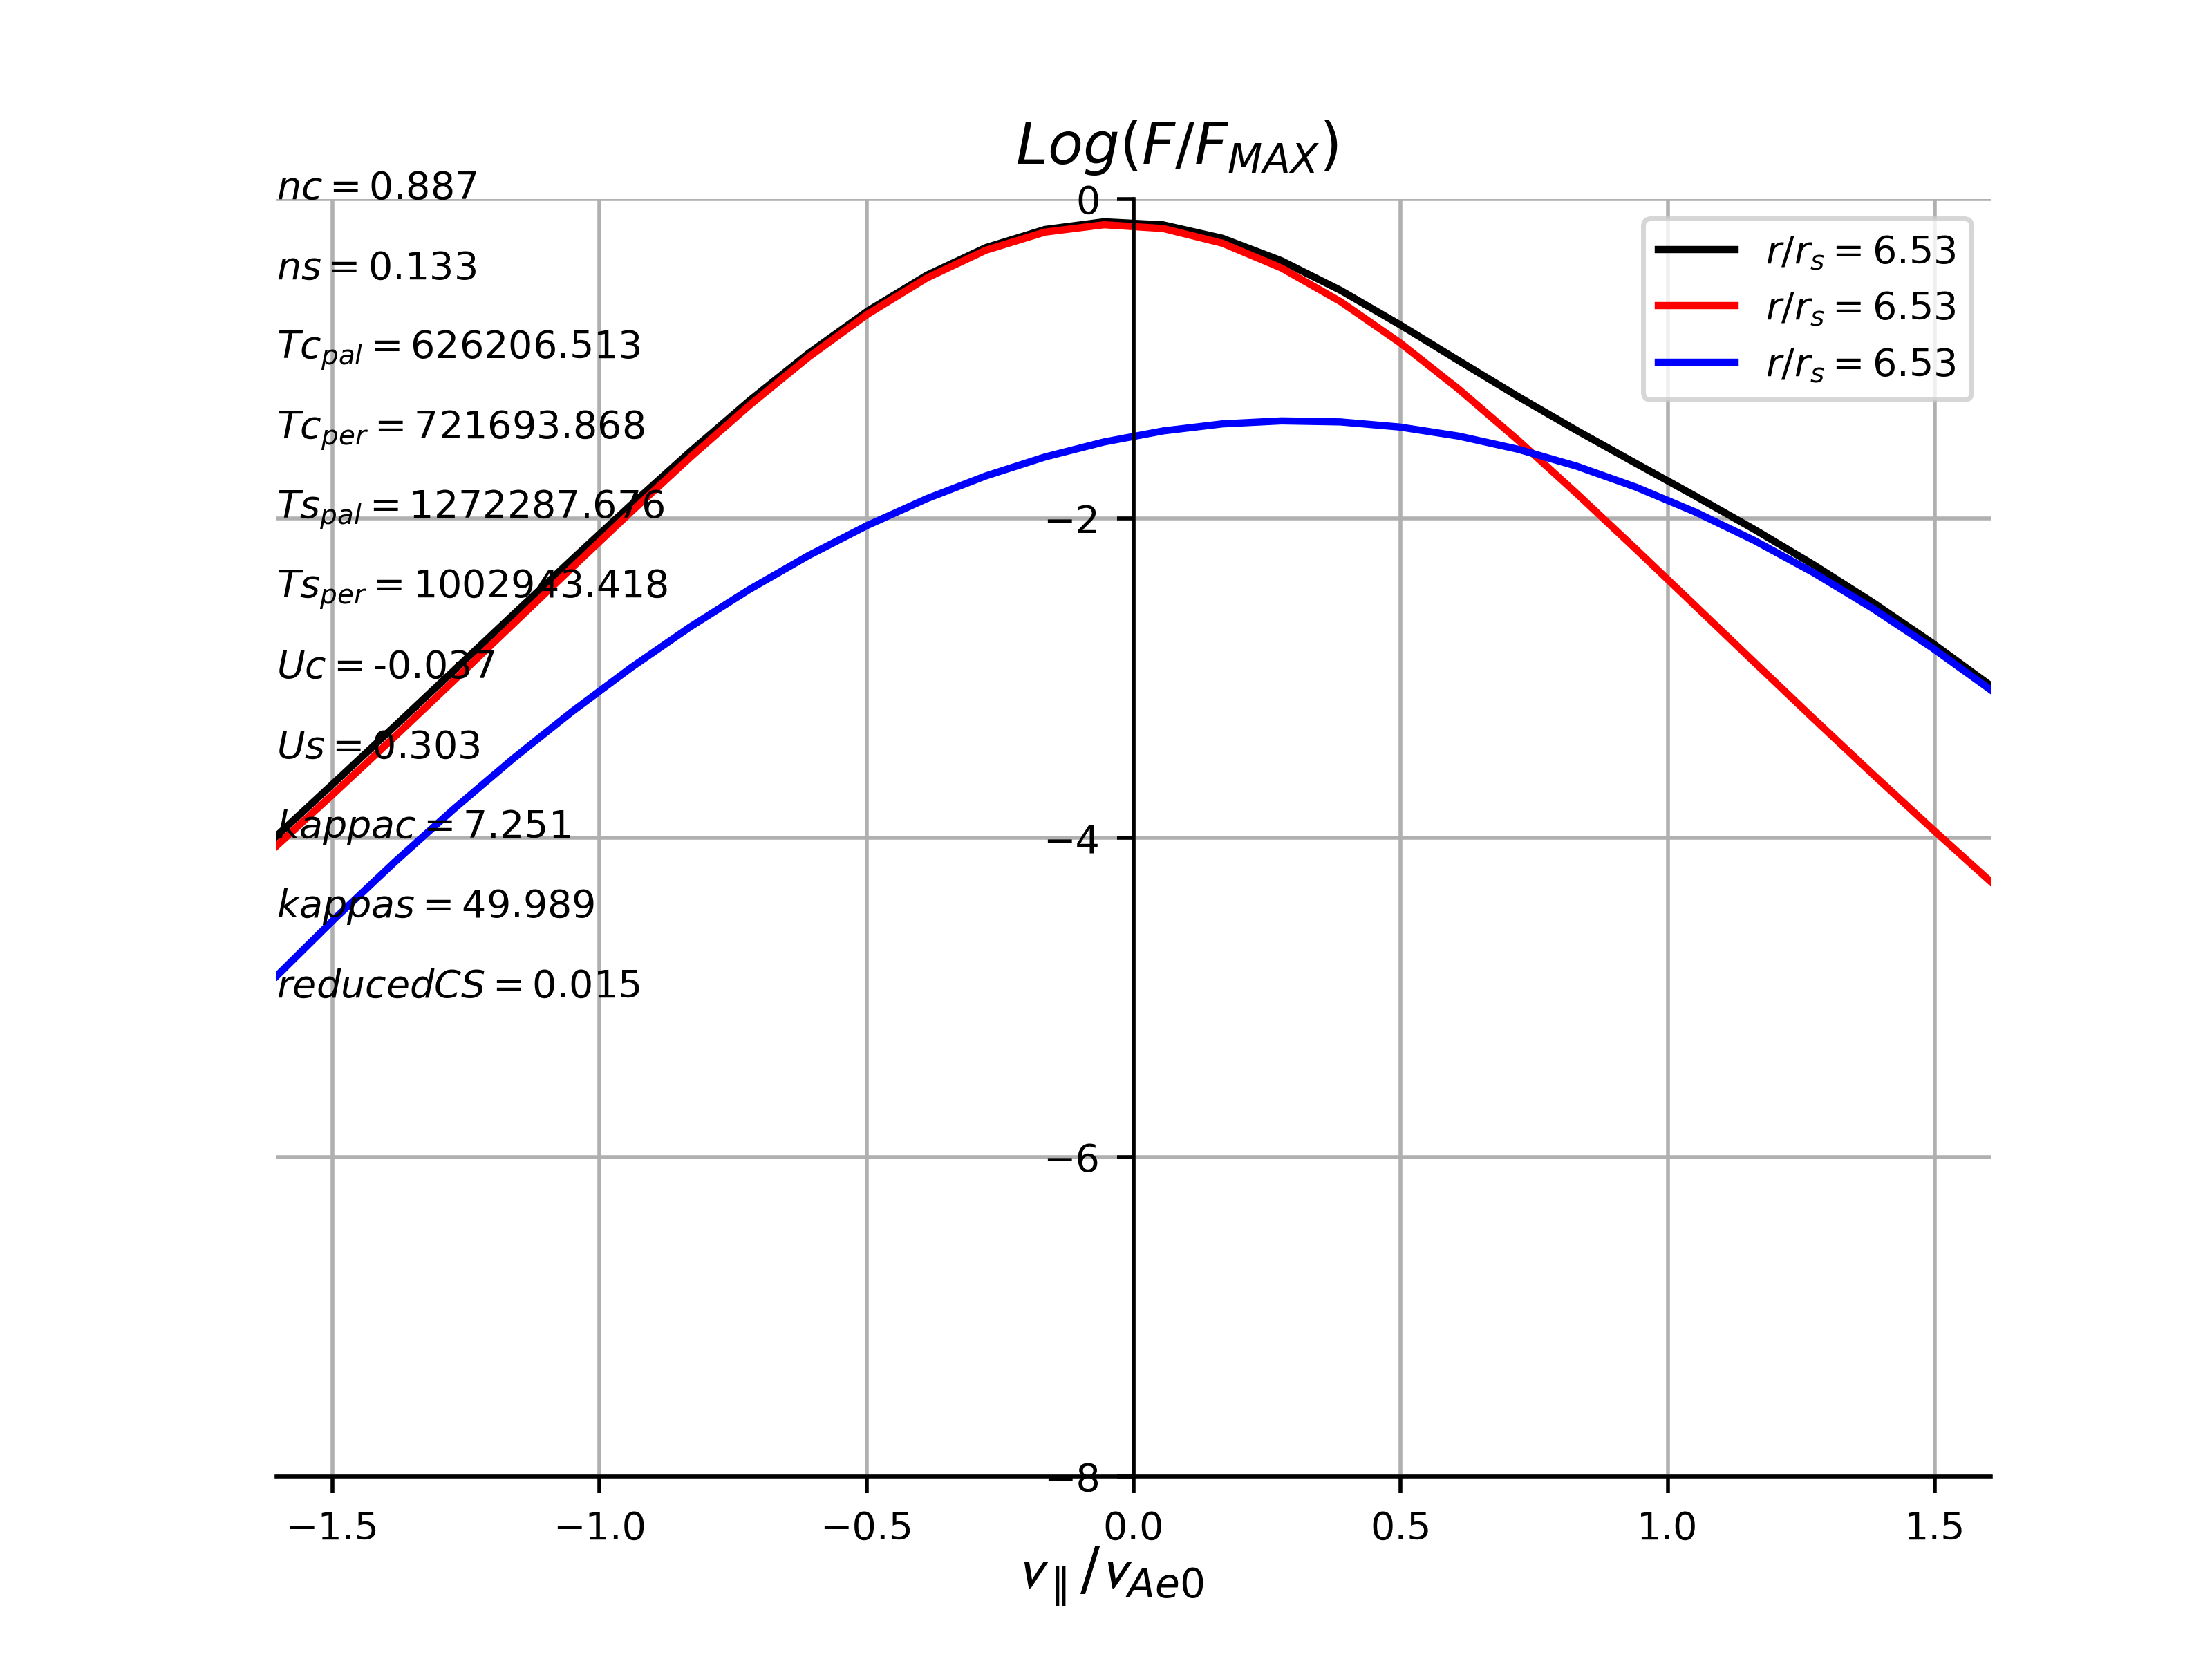 Log(F/F_MAX)
nc = 0.887
ns = 0.133
Tc_pal = 626206.513
Tc_per = 721693.868
Ts_pal = 1272287.676
Ts_per = 1002943.418
Uc = -0.037
Us = 0.303
kappac = 7.251
kappas = 49.989
reducedCS = 0.015
0
−2
−4
−6
−8
r/r_s = 6.53
r/r_s = 6.53
r/r_s = 6.53
−1.5 −1.0 −0.5 0.0 0.5 1.0 1.5
v_∥/v_Ae0